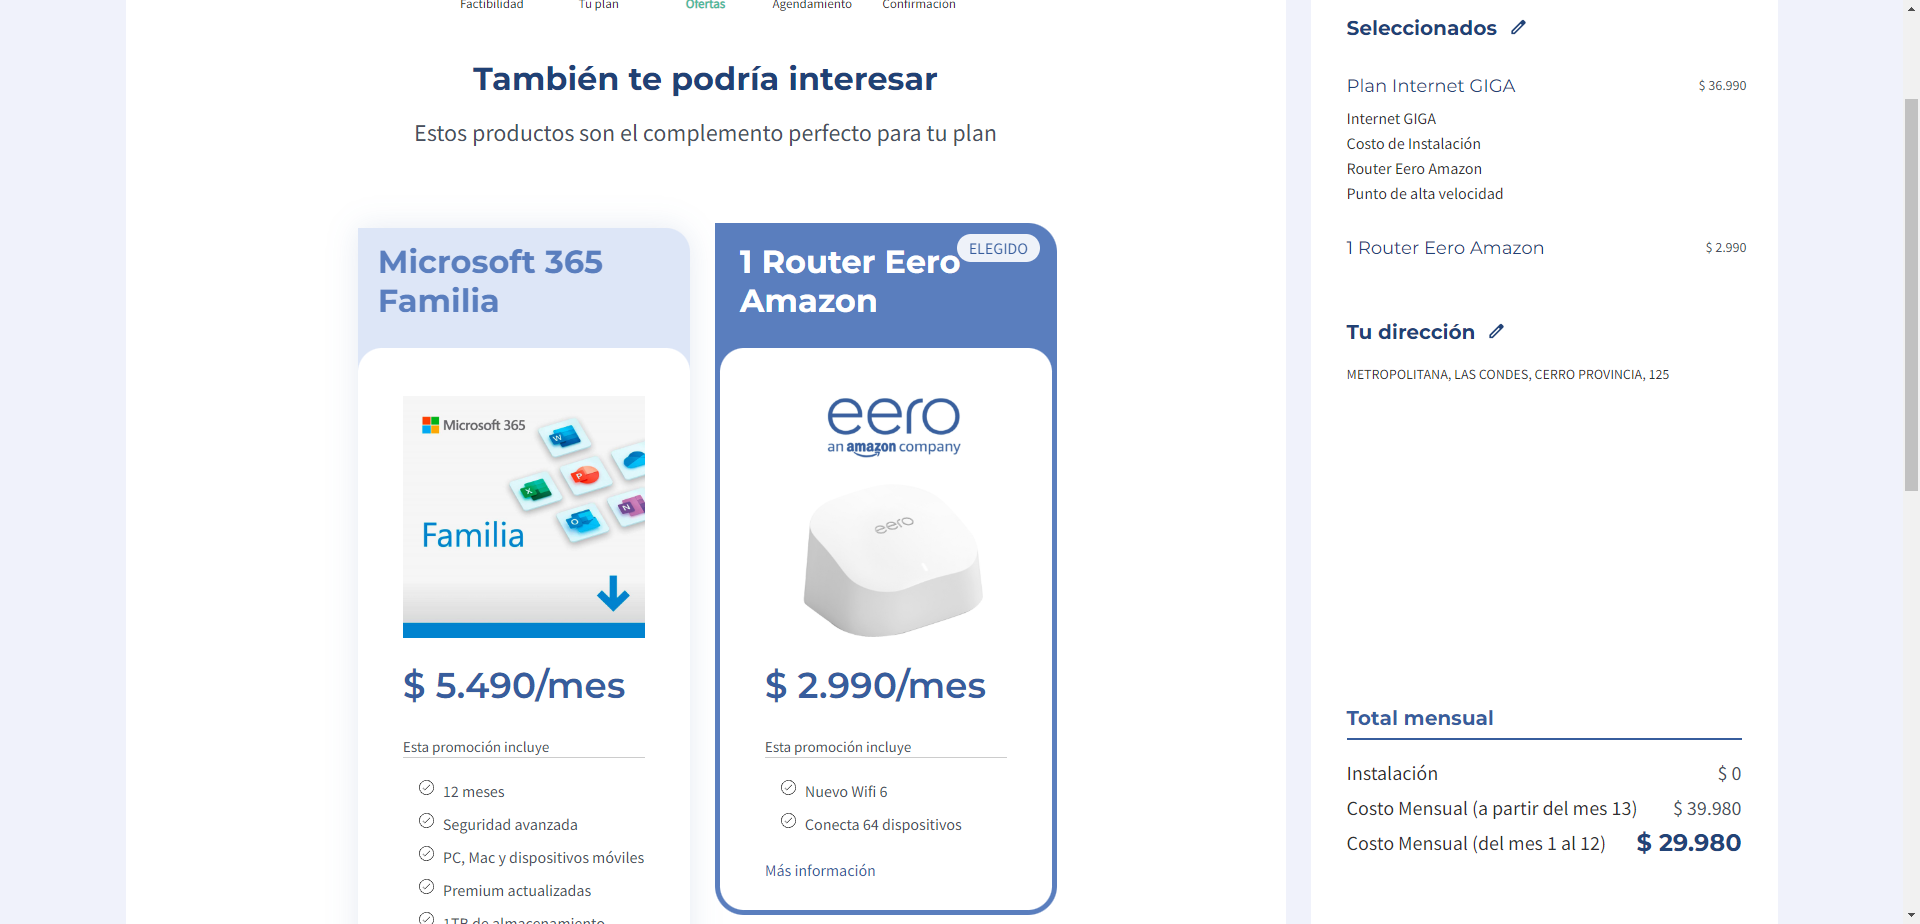 Factibilidad
Tu plan
Ofertas
Agendamiento
Confirmación
También te podría interesar
Estos productos son el complemento perfecto para tu plan
Microsoft 365
Familia
Microsoft 365
W
P
X
O
N
Familia
$ 5.490/mes
Esta promoción incluye
12 meses
Seguridad avanzada
PC, Mac y dispositivos móviles
Premium actualizadas
1TB de almacenamiento
1 Router Eero
Amazon
ELEGIDO
eero
an amazon company
eero
$ 2.990/mes
Esta promoción incluye
Nuevo Wifi 6
Conecta 64 dispositivos
Más información
Seleccionados
Plan Internet GIGA $ 36.990
Internet GIGA
Costo de Instalación
Router Eero Amazon
Punto de alta velocidad
1 Router Eero Amazon $ 2.990
Tu dirección
METROPOLITANA, LAS CONDES, CERRO PROVINCIA, 125
Total mensual
Instalación $ 0
Costo Mensual (a partir del mes 13) $ 39.980
Costo Mensual (del mes 1 al 12) $ 29.980